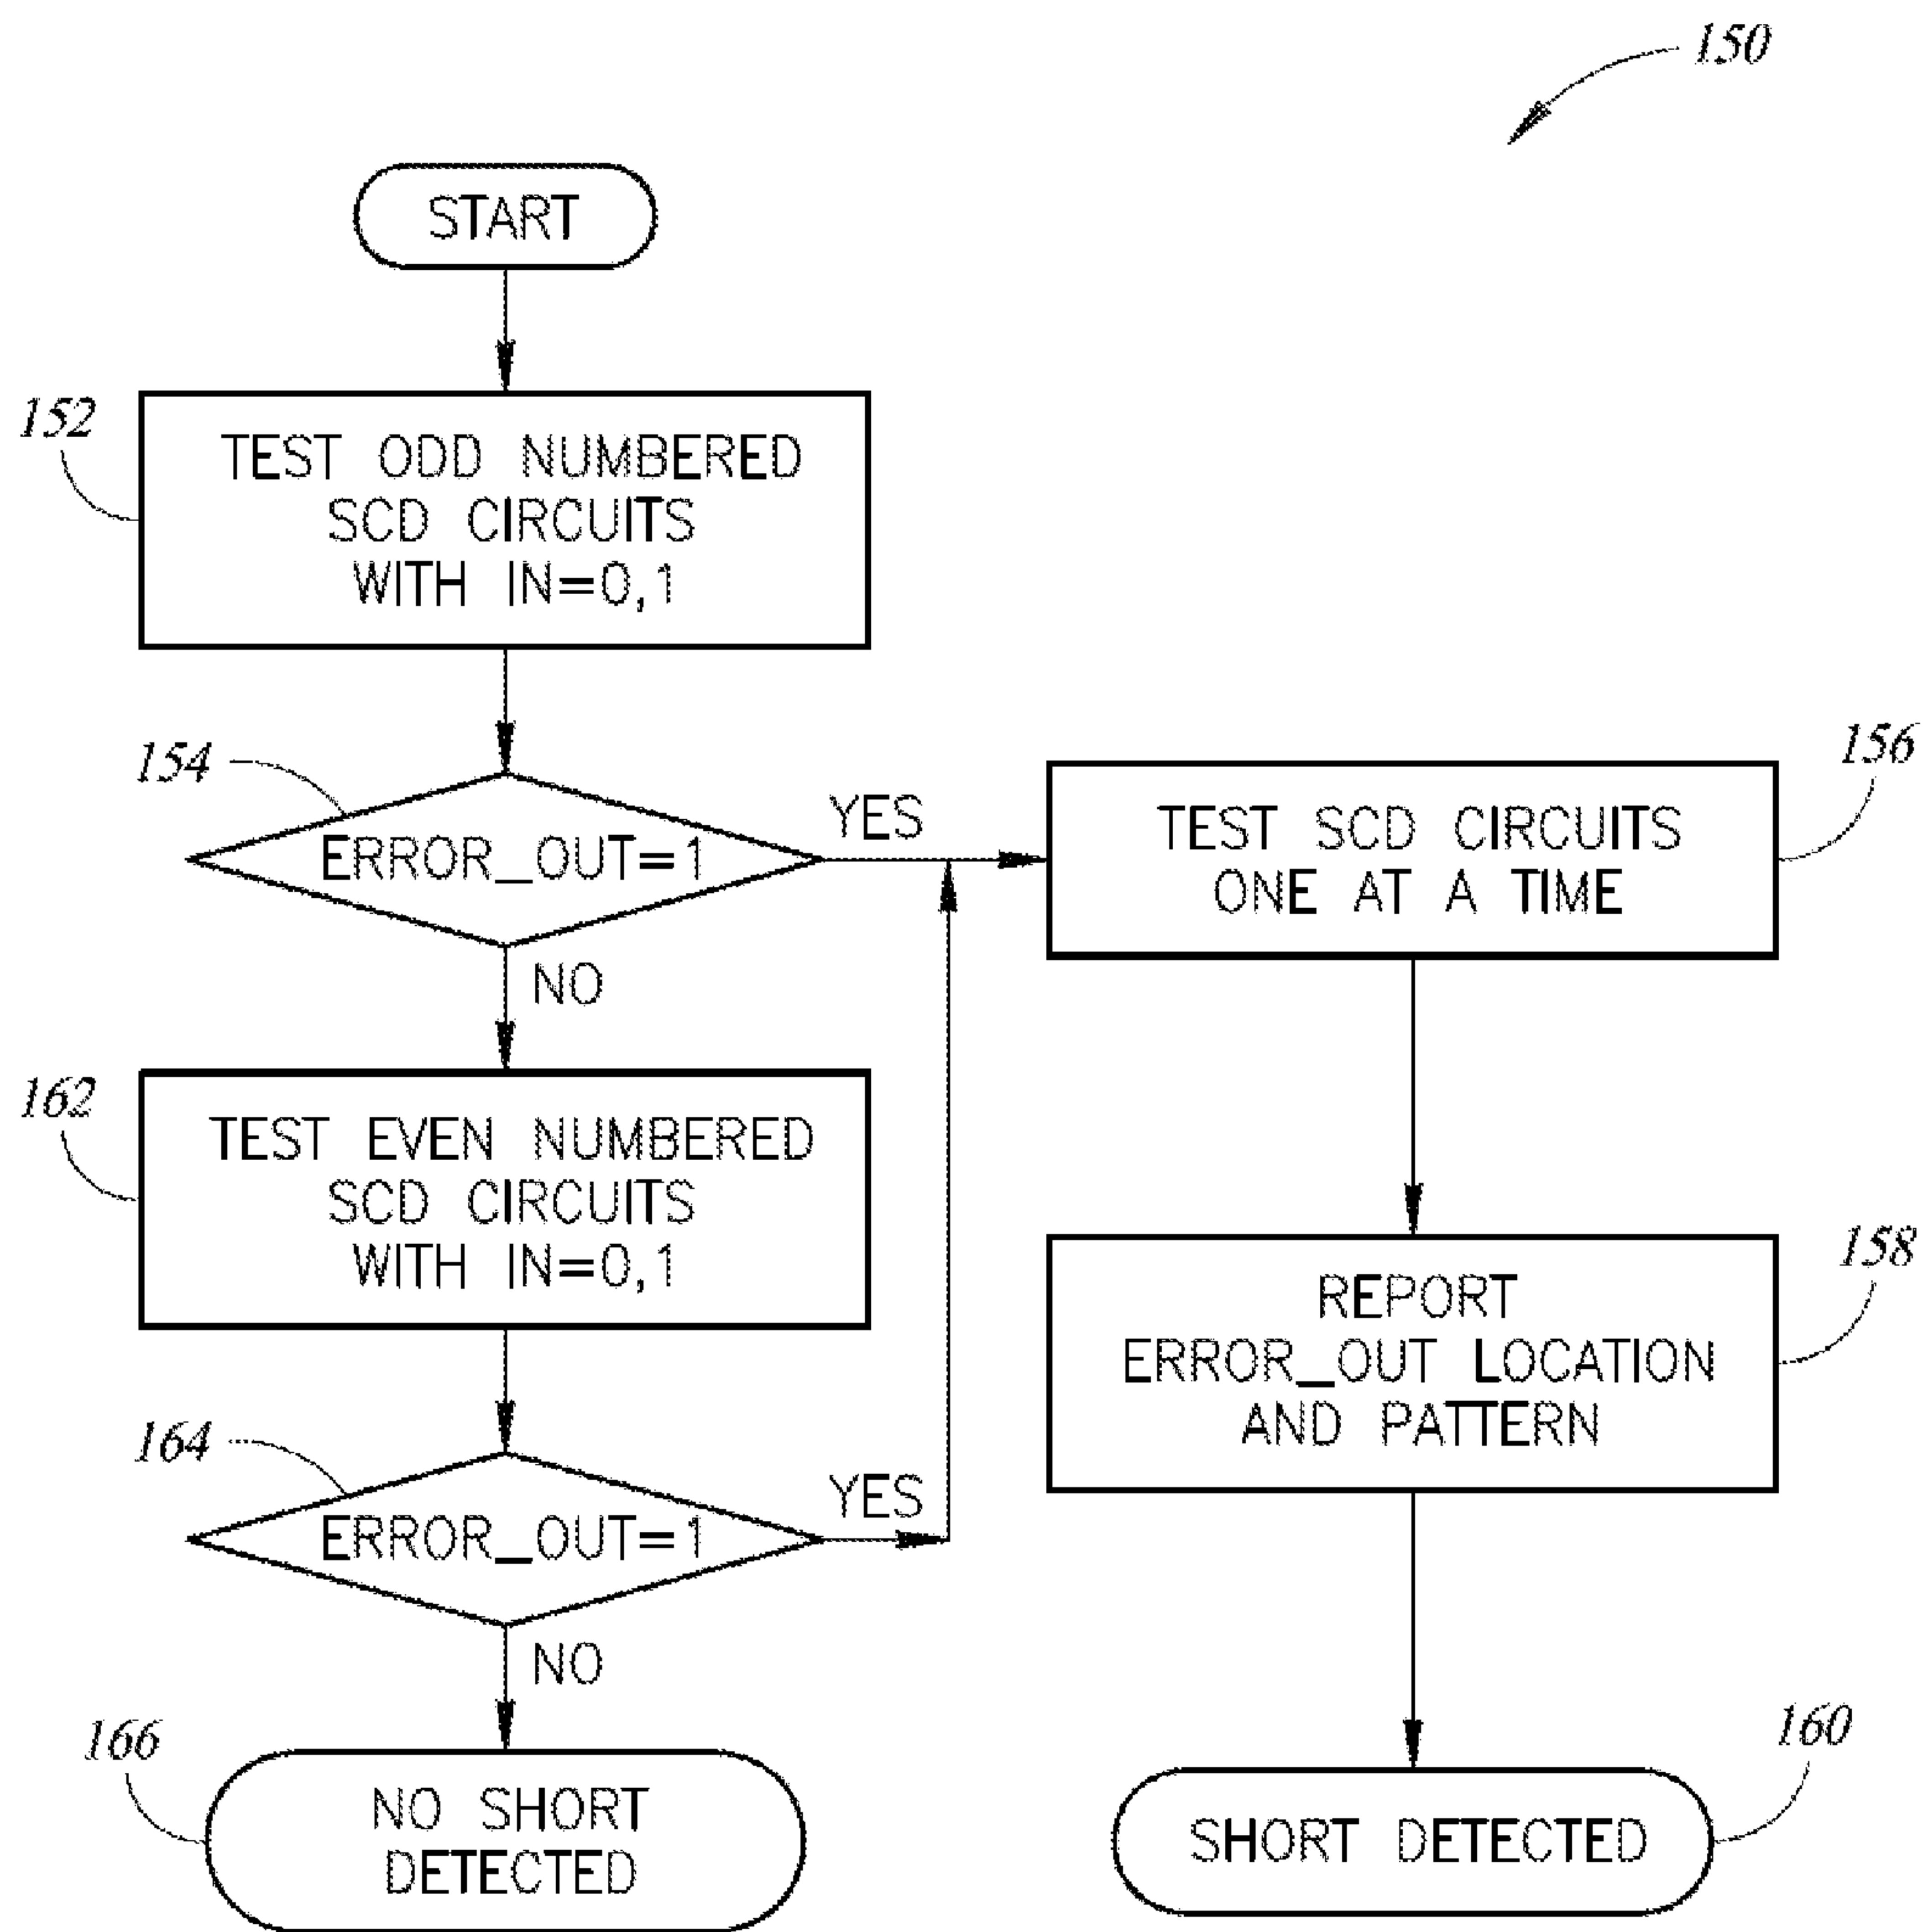 150
START
152
TEST ODD NUMBERED
SCD CIRCUITS
WITH IN=0,1
154
ERROR_OUT=1
YES
NO
156
TEST SCD CIRCUITS
ONE AT A TIME
162
TEST EVEN NUMBERED
SCD CIRCUITS
WITH IN=0,1
158
REPORT
ERROR_OUT LOCATION
AND PATTERN
164
ERROR_OUT=1
YES
NO
166
NO SHORT
DETECTED
160
SHORT DETECTED